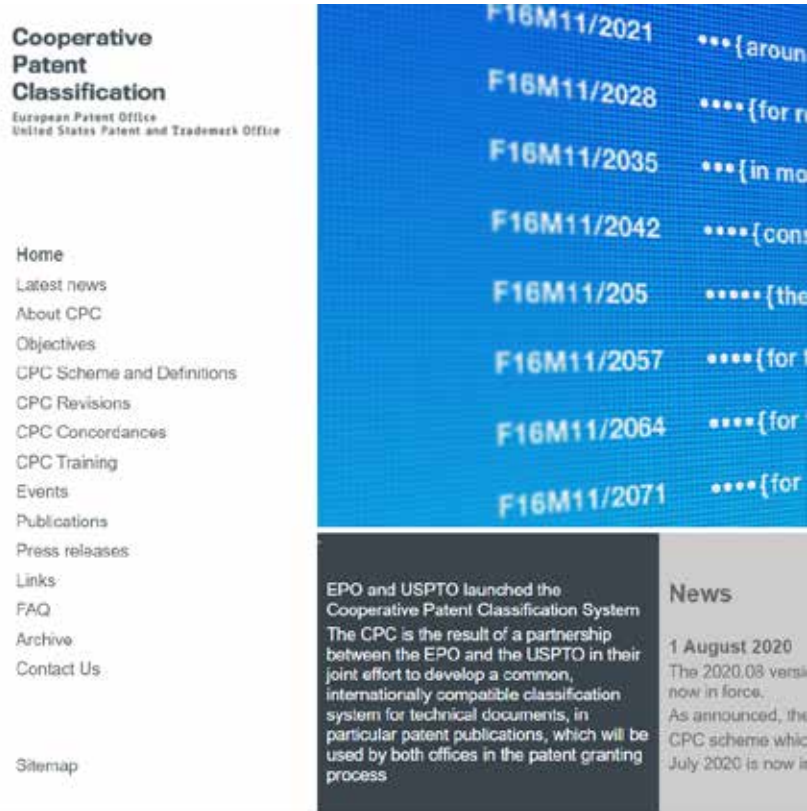 Cooperative
Patent
Classification
European Patent Office
United States Patent and Trademark Office
Home
Latest news
About CPC
Objectives
CPC Scheme and Definitions
CPC Revisions
CPC Concordances
CPC Training
Events
Publications
Press releases
Links
FAQ
Archive
Contact Us
Sitemap
F16M11/2021 •••{aroun
F16M11/2028 ••••{for re
F16M11/2035 •••{in mo
F16M11/2042 ••••{cons
F16M11/205 •••••{the
F16M11/2057 ••••{for t
F16M11/2064 ••••{for
F16M11/2071 ••••{for
EPO and USPTO launched the
Cooperative Patent Classification System
The CPC is the result of a partnership
between the EPO and the USPTO in their
joint effort to develop a common,
internationally compatible classification
system for technical documents, in
particular patent publications, which will be
used by both offices in the patent granting
process
News
1 August 2020
The 2020.08 versi
now in force.
As announced, the
CPC scheme whic
July 2020 is now in